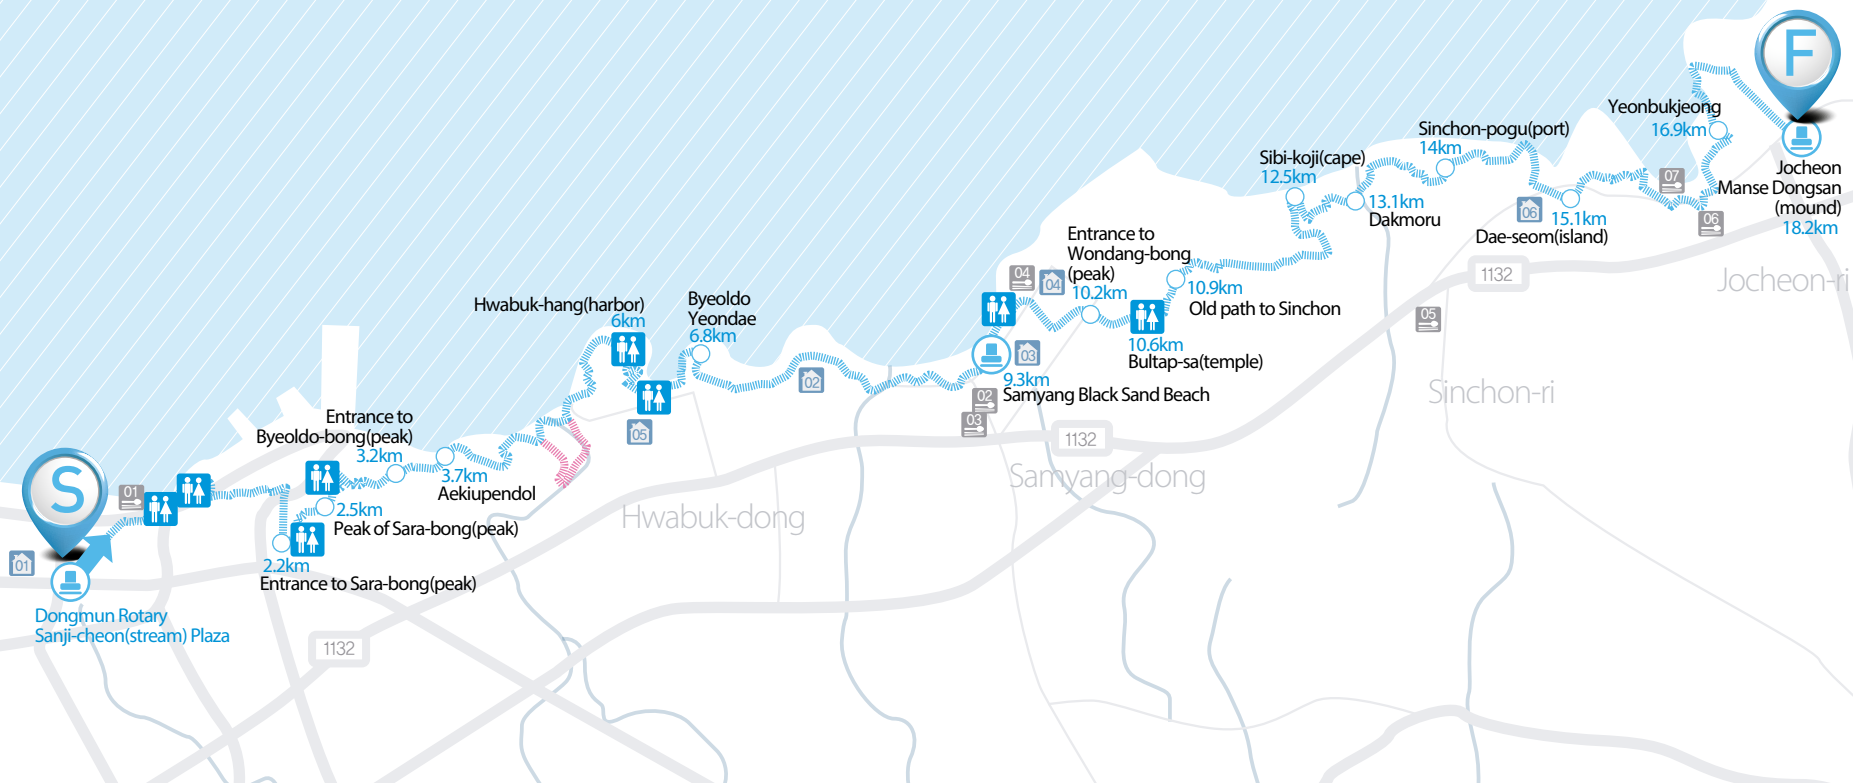 S
01
01
Dongmun Rotary
Sanji-cheon(stream) Plaza
2.2km
Entrance to Sara-bong(peak)
2.5km
Peak of Sara-bong(peak)
Entrance to
Byeoldo-bong(peak)
3.2km
3.7km
Aekiupendol
1132
Hwabuk-hang(harbor)
6km
05
Hwabuk-dong
Byeoldo
Yeondae
6.8km
02
03
9.3km
Samyang Black Sand Beach
02
03
1132
Samyang-dong
04
04
Entrance to
Wondang-bong
(peak)
10.2km
10.6km
Bultap-sa(temple)
10.9km
Old path to Sinchon
Sibi-koji(cape)
12.5km
13.1km
Dakmoru
Sinchon-pogu(port)
14km
06
15.1km
Dae-seom(island)
1132
05
Sinchon-ri
07
06
Yeonbukjeong
16.9km
F
Jocheon
Manse Dongsan
(mound)
18.2km
Jocheon-ri